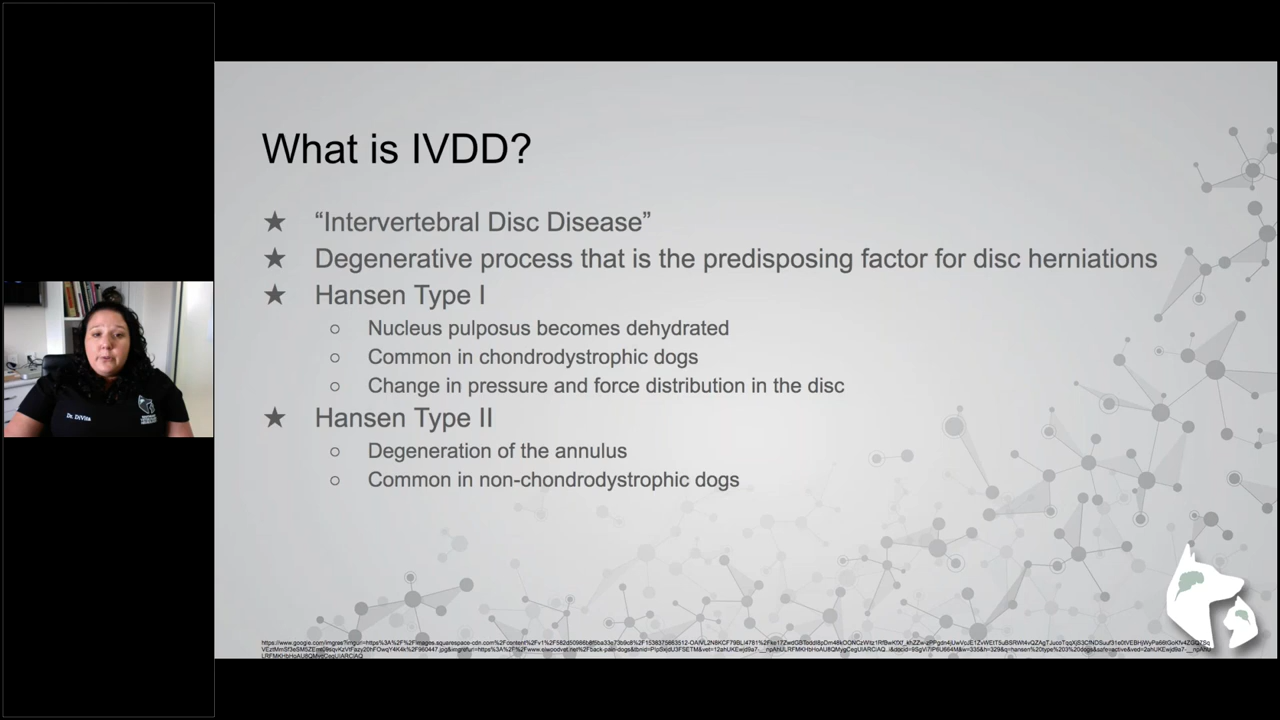 What is IVDD?
★ “Intervertebral Disc Disease”
★ Degenerative process that is the predisposing factor for disc herniations
★ Hansen Type I
○ Nucleus pulposus becomes dehydrated
○ Common in chondrodystrophic dogs
○ Change in pressure and force distribution in the disc
★ Hansen Type II
○ Degeneration of the annulus
○ Common in non-chondrodystrophic dogs
Dr. DiVita